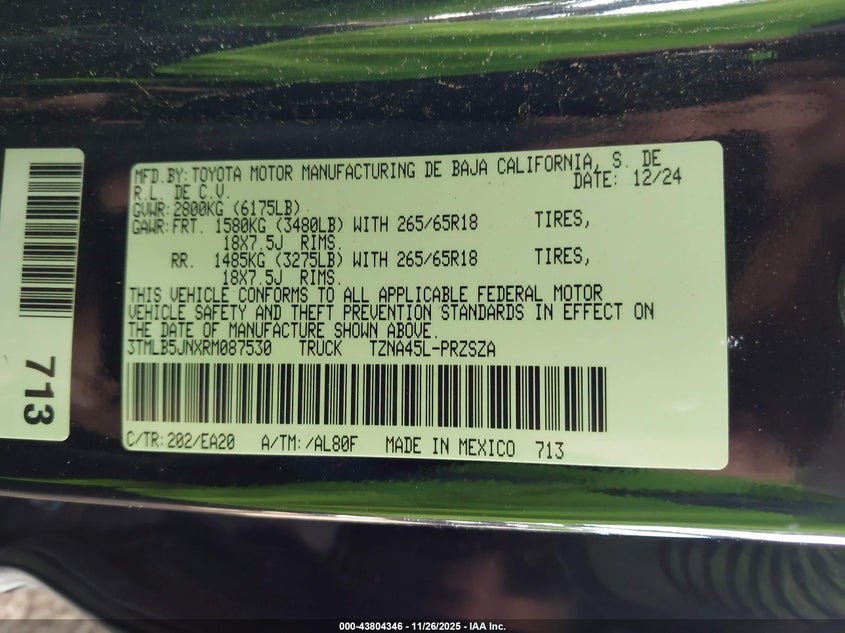 MFD.BY:TOYOTA MOTOR MANUFACTURING DE BAJA CALIFORNIA, S. DE
R.L. DE C.V. DATE: 12/24
GVWR:2800KG (6175LB)
GAWR:FRT. 1580KG (3480LB) WITH 265/65R18 TIRES,
18X7.5J RIMS.
RR. 1485KG (3275LB) WITH 265/65R18 TIRES,
18X7.5J RIMS.
THIS VEHICLE CONFORMS TO ALL APPLICABLE FEDERAL MOTOR
VEHICLE SAFETY AND THEFT PREVENTION STANDARDS IN EFFECT ON
THE DATE OF MANUFACTURE SHOWN ABOVE.
3TMLB5JNXRM087530 TRUCK TZNA45L-PRZSZA
C/TR:202/EA20 A/TM:/AL80F MADE IN MEXICO 713
713
000-43804346 - 11/26/2025 - IAA Inc.